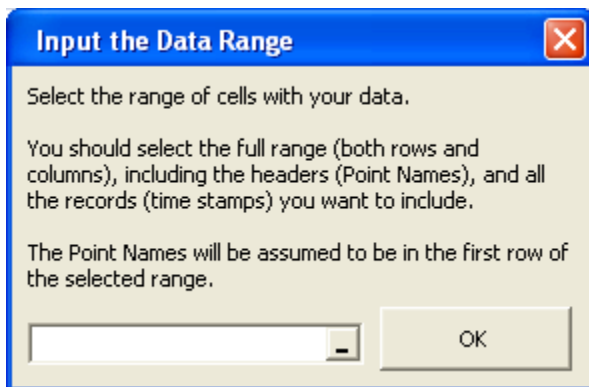 Input the Data Range
Select the range of cells with your data.
You should select the full range (both rows and
columns), including the headers (Point Names), and all
the records (time stamps) you want to include.
The Point Names will be assumed to be in the first row of
the selected range.
OK